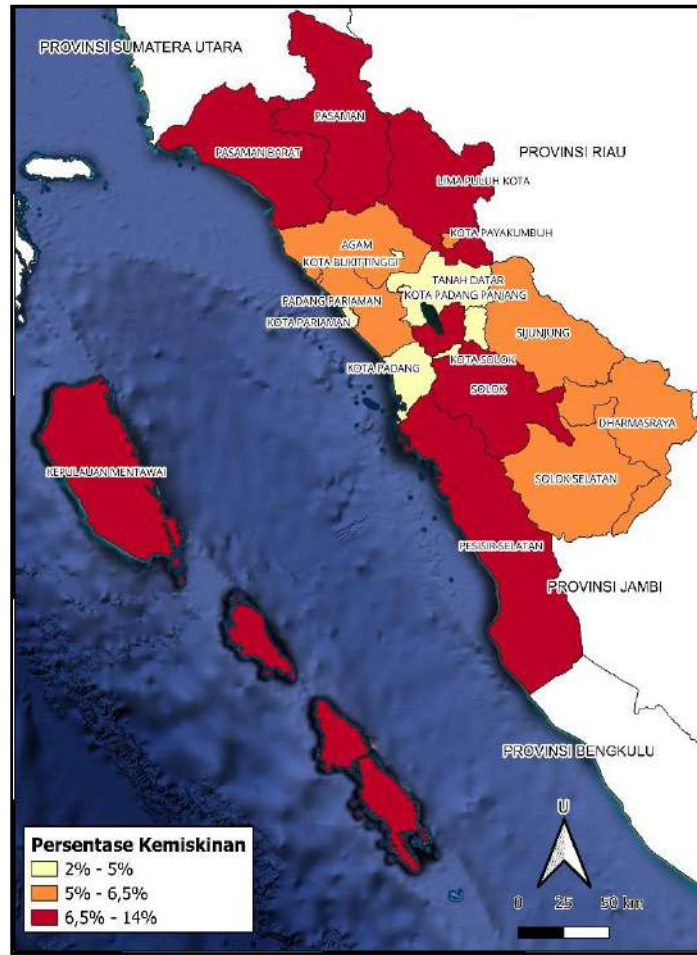 PROVINSI SUMATERA UTARA
PASAMAN
PASAMAN BARAT
PROVINSI RIAU
LIMA PULUH KOTA
KOTA PAYAKUMBUH
AGAM
KOTA BUKITTINGGI
TANAH DATAR
KOTA PADANG PANJANG
PADANG PARIAMAN
KOTA PARIAMAN
SIJUNJUNG
KOTA SOLOK
KOTA PADANG
SOLOK
DHARMASRAYA
KEPULAUAN MENTAWAI
SOLOK SELATAN
PESISIR SELATAN
PROVINSI JAMBI
PROVINSI BENGKULU
U
Persentase Kemiskinan
2% - 5%
5% - 6,5%
6,5% - 14%
0 25 50 km